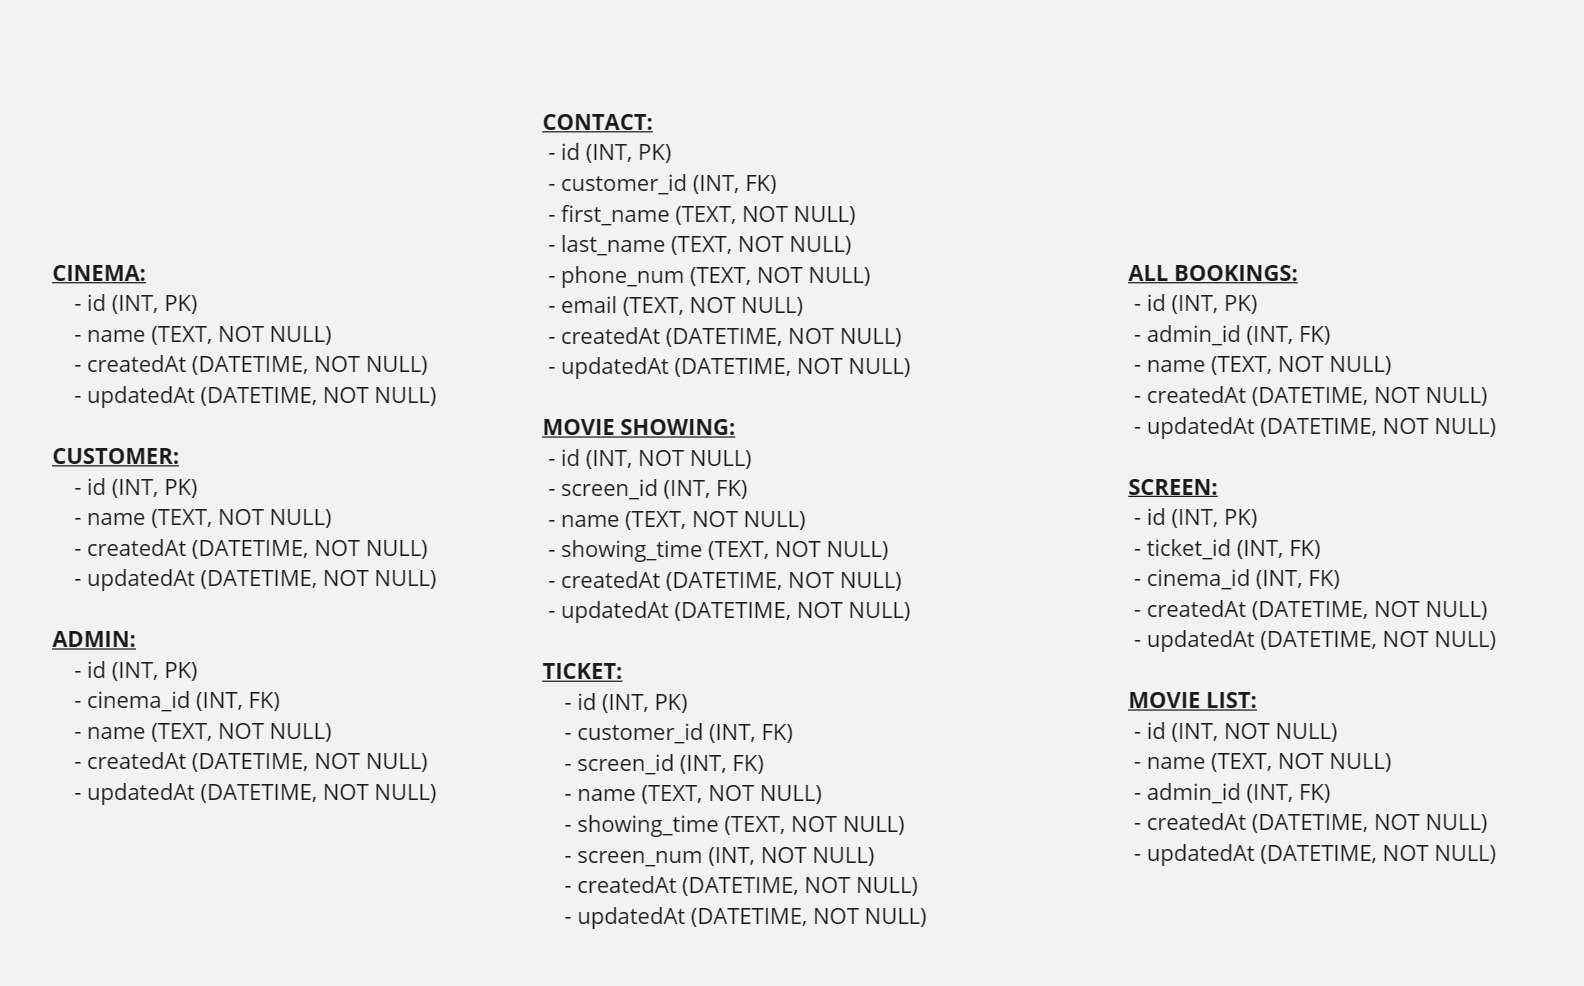 CINEMA:
- id (INT, PK)
- name (TEXT, NOT NULL)
- createdAt (DATETIME, NOT NULL)
- updatedAt (DATETIME, NOT NULL)
CUSTOMER:
- id (INT, PK)
- name (TEXT, NOT NULL)
- createdAt (DATETIME, NOT NULL)
- updatedAt (DATETIME, NOT NULL)
ADMIN:
- id (INT, PK)
- cinema_id (INT, FK)
- name (TEXT, NOT NULL)
- createdAt (DATETIME, NOT NULL)
- updatedAt (DATETIME, NOT NULL)
CONTACT:
- id (INT, PK)
- customer_id (INT, FK)
- first_name (TEXT, NOT NULL)
- last_name (TEXT, NOT NULL)
- phone_num (TEXT, NOT NULL)
- email (TEXT, NOT NULL)
- createdAt (DATETIME, NOT NULL)
- updatedAt (DATETIME, NOT NULL)
MOVIE SHOWING:
- id (INT, NOT NULL)
- screen_id (INT, FK)
- name (TEXT, NOT NULL)
- showing_time (TEXT, NOT NULL)
- createdAt (DATETIME, NOT NULL)
- updatedAt (DATETIME, NOT NULL)
TICKET:
- id (INT, PK)
- customer_id (INT, FK)
- screen_id (INT, FK)
- name (TEXT, NOT NULL)
- showing_time (TEXT, NOT NULL)
- screen_num (INT, NOT NULL)
- createdAt (DATETIME, NOT NULL)
- updatedAt (DATETIME, NOT NULL)
ALL BOOKINGS:
- id (INT, PK)
- admin_id (INT, FK)
- name (TEXT, NOT NULL)
- createdAt (DATETIME, NOT NULL)
- updatedAt (DATETIME, NOT NULL)
SCREEN:
- id (INT, PK)
- ticket_id (INT, FK)
- cinema_id (INT, FK)
- createdAt (DATETIME, NOT NULL)
- updatedAt (DATETIME, NOT NULL)
MOVIE LIST:
- id (INT, NOT NULL)
- name (TEXT, NOT NULL)
- admin_id (INT, FK)
- createdAt (DATETIME, NOT NULL)
- updatedAt (DATETIME, NOT NULL)